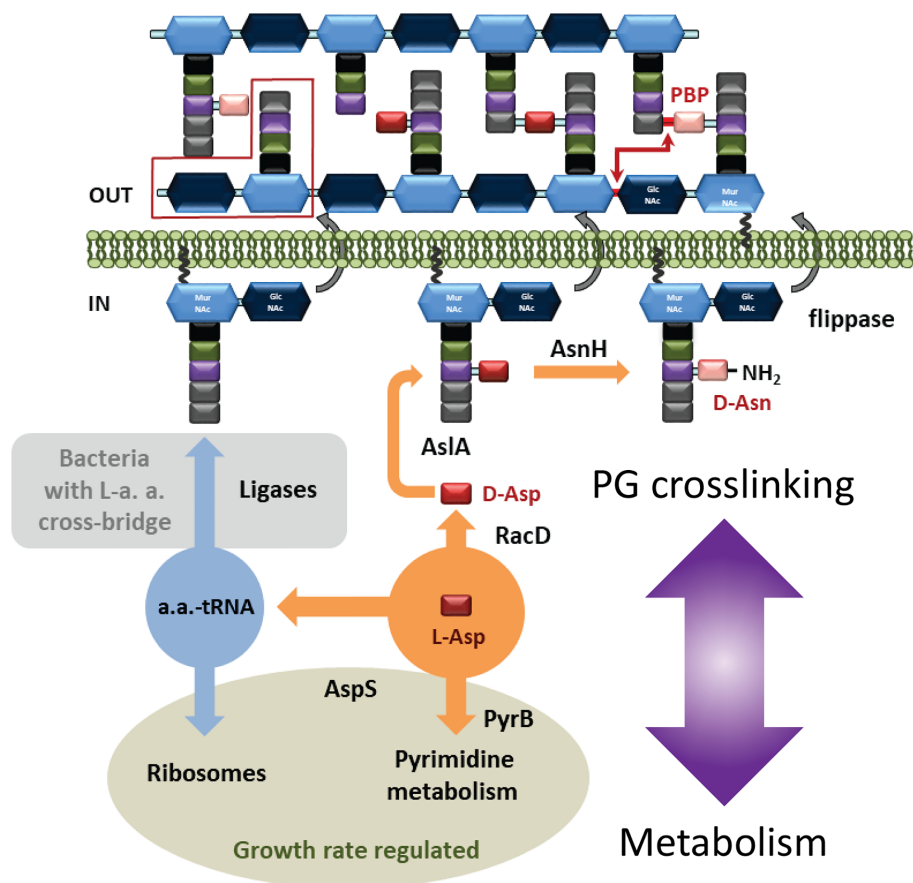 PBP
OUT
Glc
NAc
Mur
NAc
IN
Mur
NAc
Glc
NAc
Mur
NAc
Glc
NAc
Mur
NAc
Glc
NAc
flippase
AsnH
NH2
D-Asn
AslA
Bacteria
with L-a. a.
cross-bridge
Ligases
D-Asp
PG crosslinking
RacD
a.a.-tRNA
L-Asp
AspS
PyrB
Ribosomes
Pyrimidine
metabolism
Growth rate regulated
Metabolism